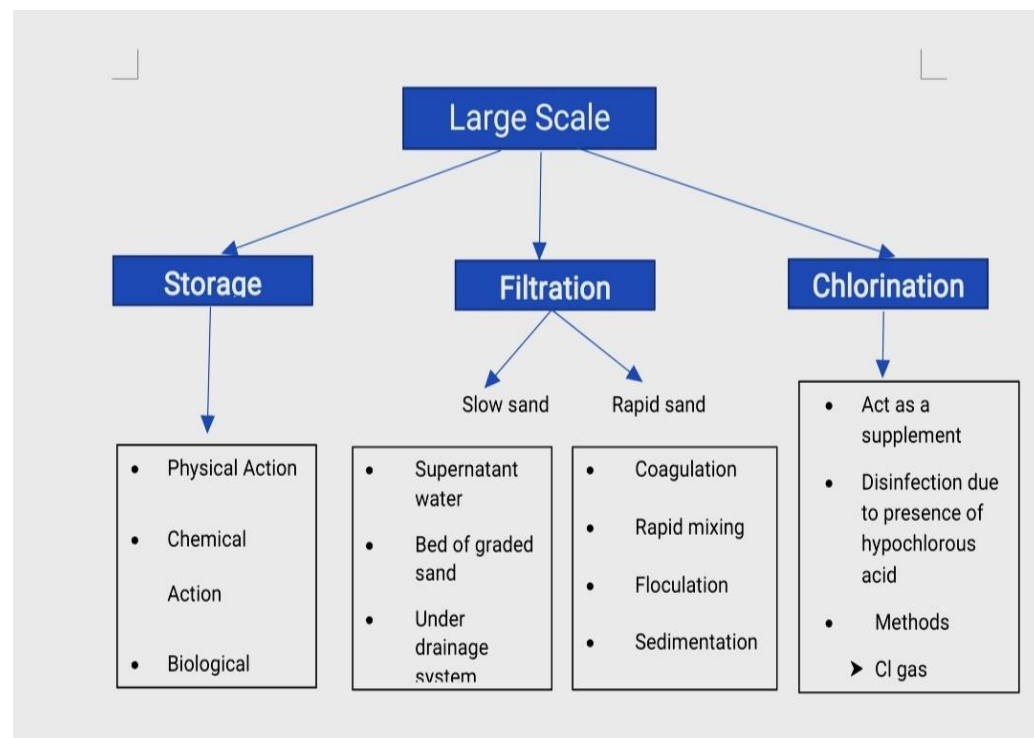 Large Scale
Storage
Filtration
Chlorination
Slow sand
Rapid sand
• Physical Action
• Chemical
Action
• Biological
• Supernatant
water
• Bed of graded
sand
• Under
drainage
system
• Coagulation
• Rapid mixing
• Floculation
• Sedimentation
• Act as a
supplement
• Disinfection due
to presence of
hypochlorous
acid
• Methods
➤ Cl gas